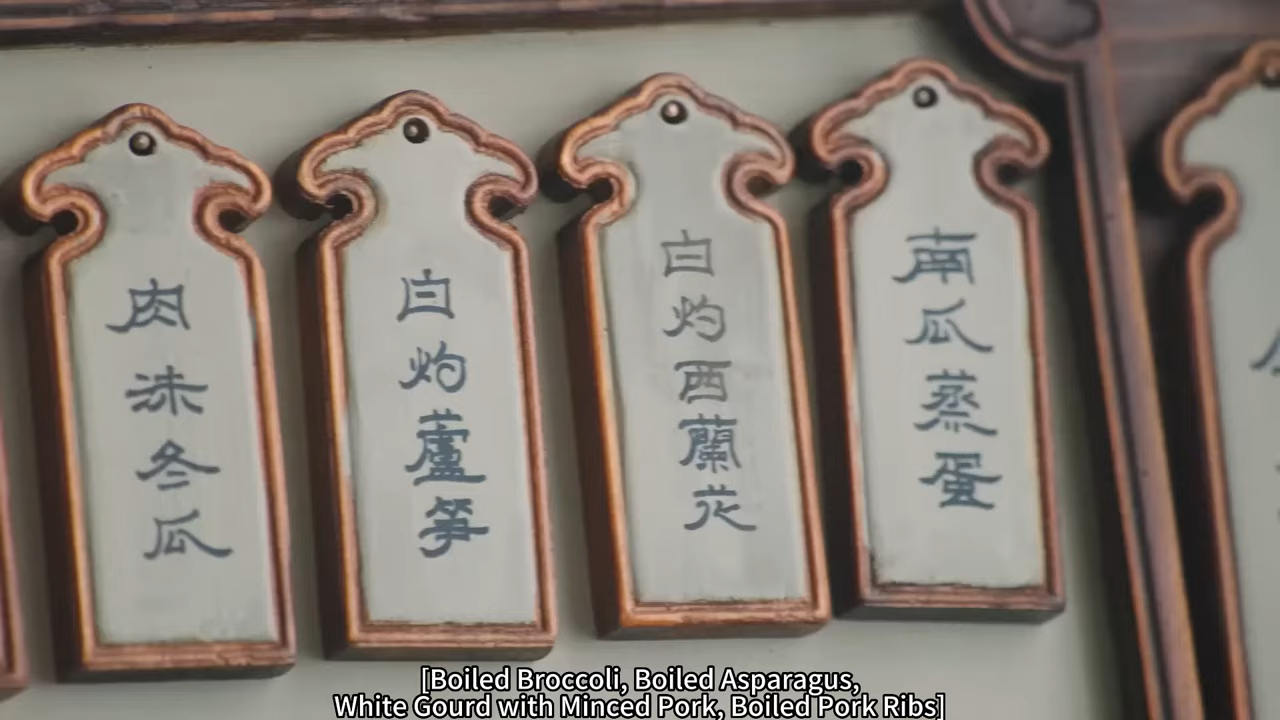 南瓜蒸蛋
白灼西蘭花
白灼蘆筍
肉沫冬瓜
[Boiled Broccoli, Boiled Asparagus,
White Gourd with Minced Pork, Boiled Pork Ribs]